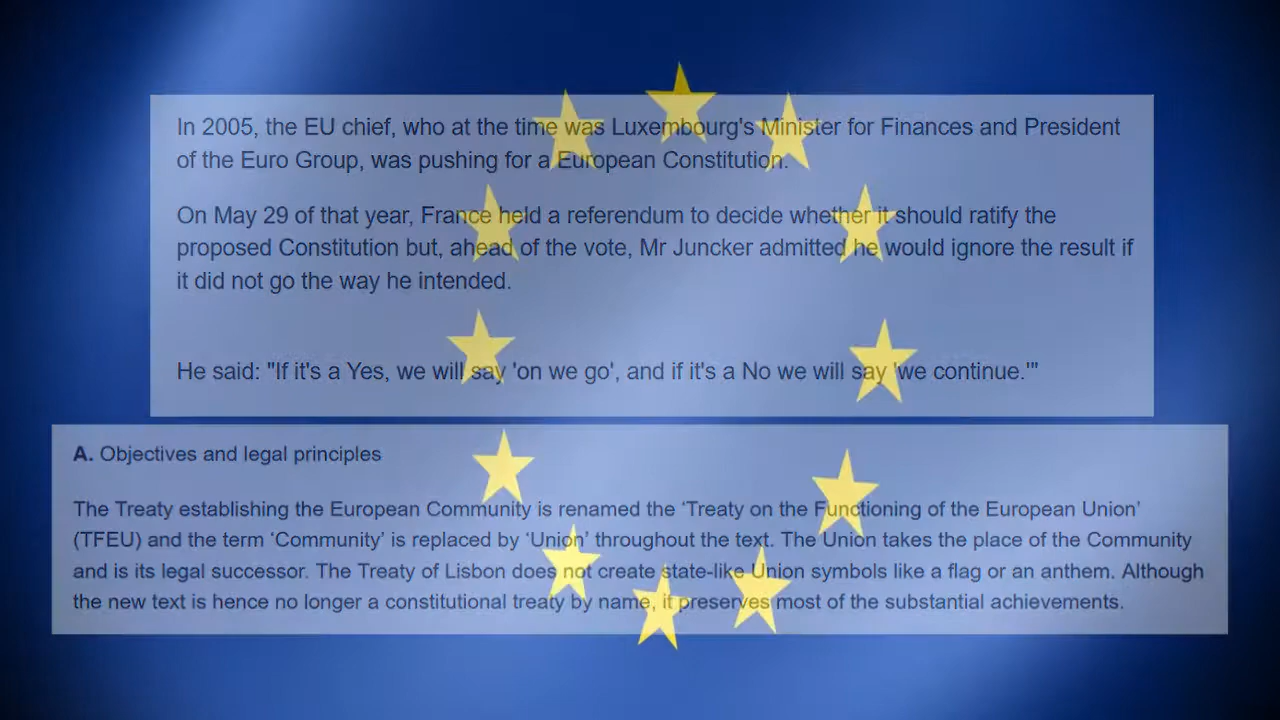 In 2005, the EU chief, who at the time was Luxembourg's Minister for Finances and President
of the Euro Group, was pushing for a European Constitution.
On May 29 of that year, France held a referendum to decide whether it should ratify the
proposed Constitution but, ahead of the vote, Mr Juncker admitted he would ignore the result if
it did not go the way he intended.
He said: "If it's a Yes, we will say 'on we go', and if it's a No we will say 'we continue.'"
A. Objectives and legal principles
The Treaty establishing the European Community is renamed the ‘Treaty on the Functioning of the European Union’
(TFEU) and the term ‘Community’ is replaced by ‘Union’ throughout the text. The Union takes the place of the Community
and is its legal successor. The Treaty of Lisbon does not create state-like Union symbols like a flag or an anthem. Although
the new text is hence no longer a constitutional treaty by name, it preserves most of the substantial achievements.